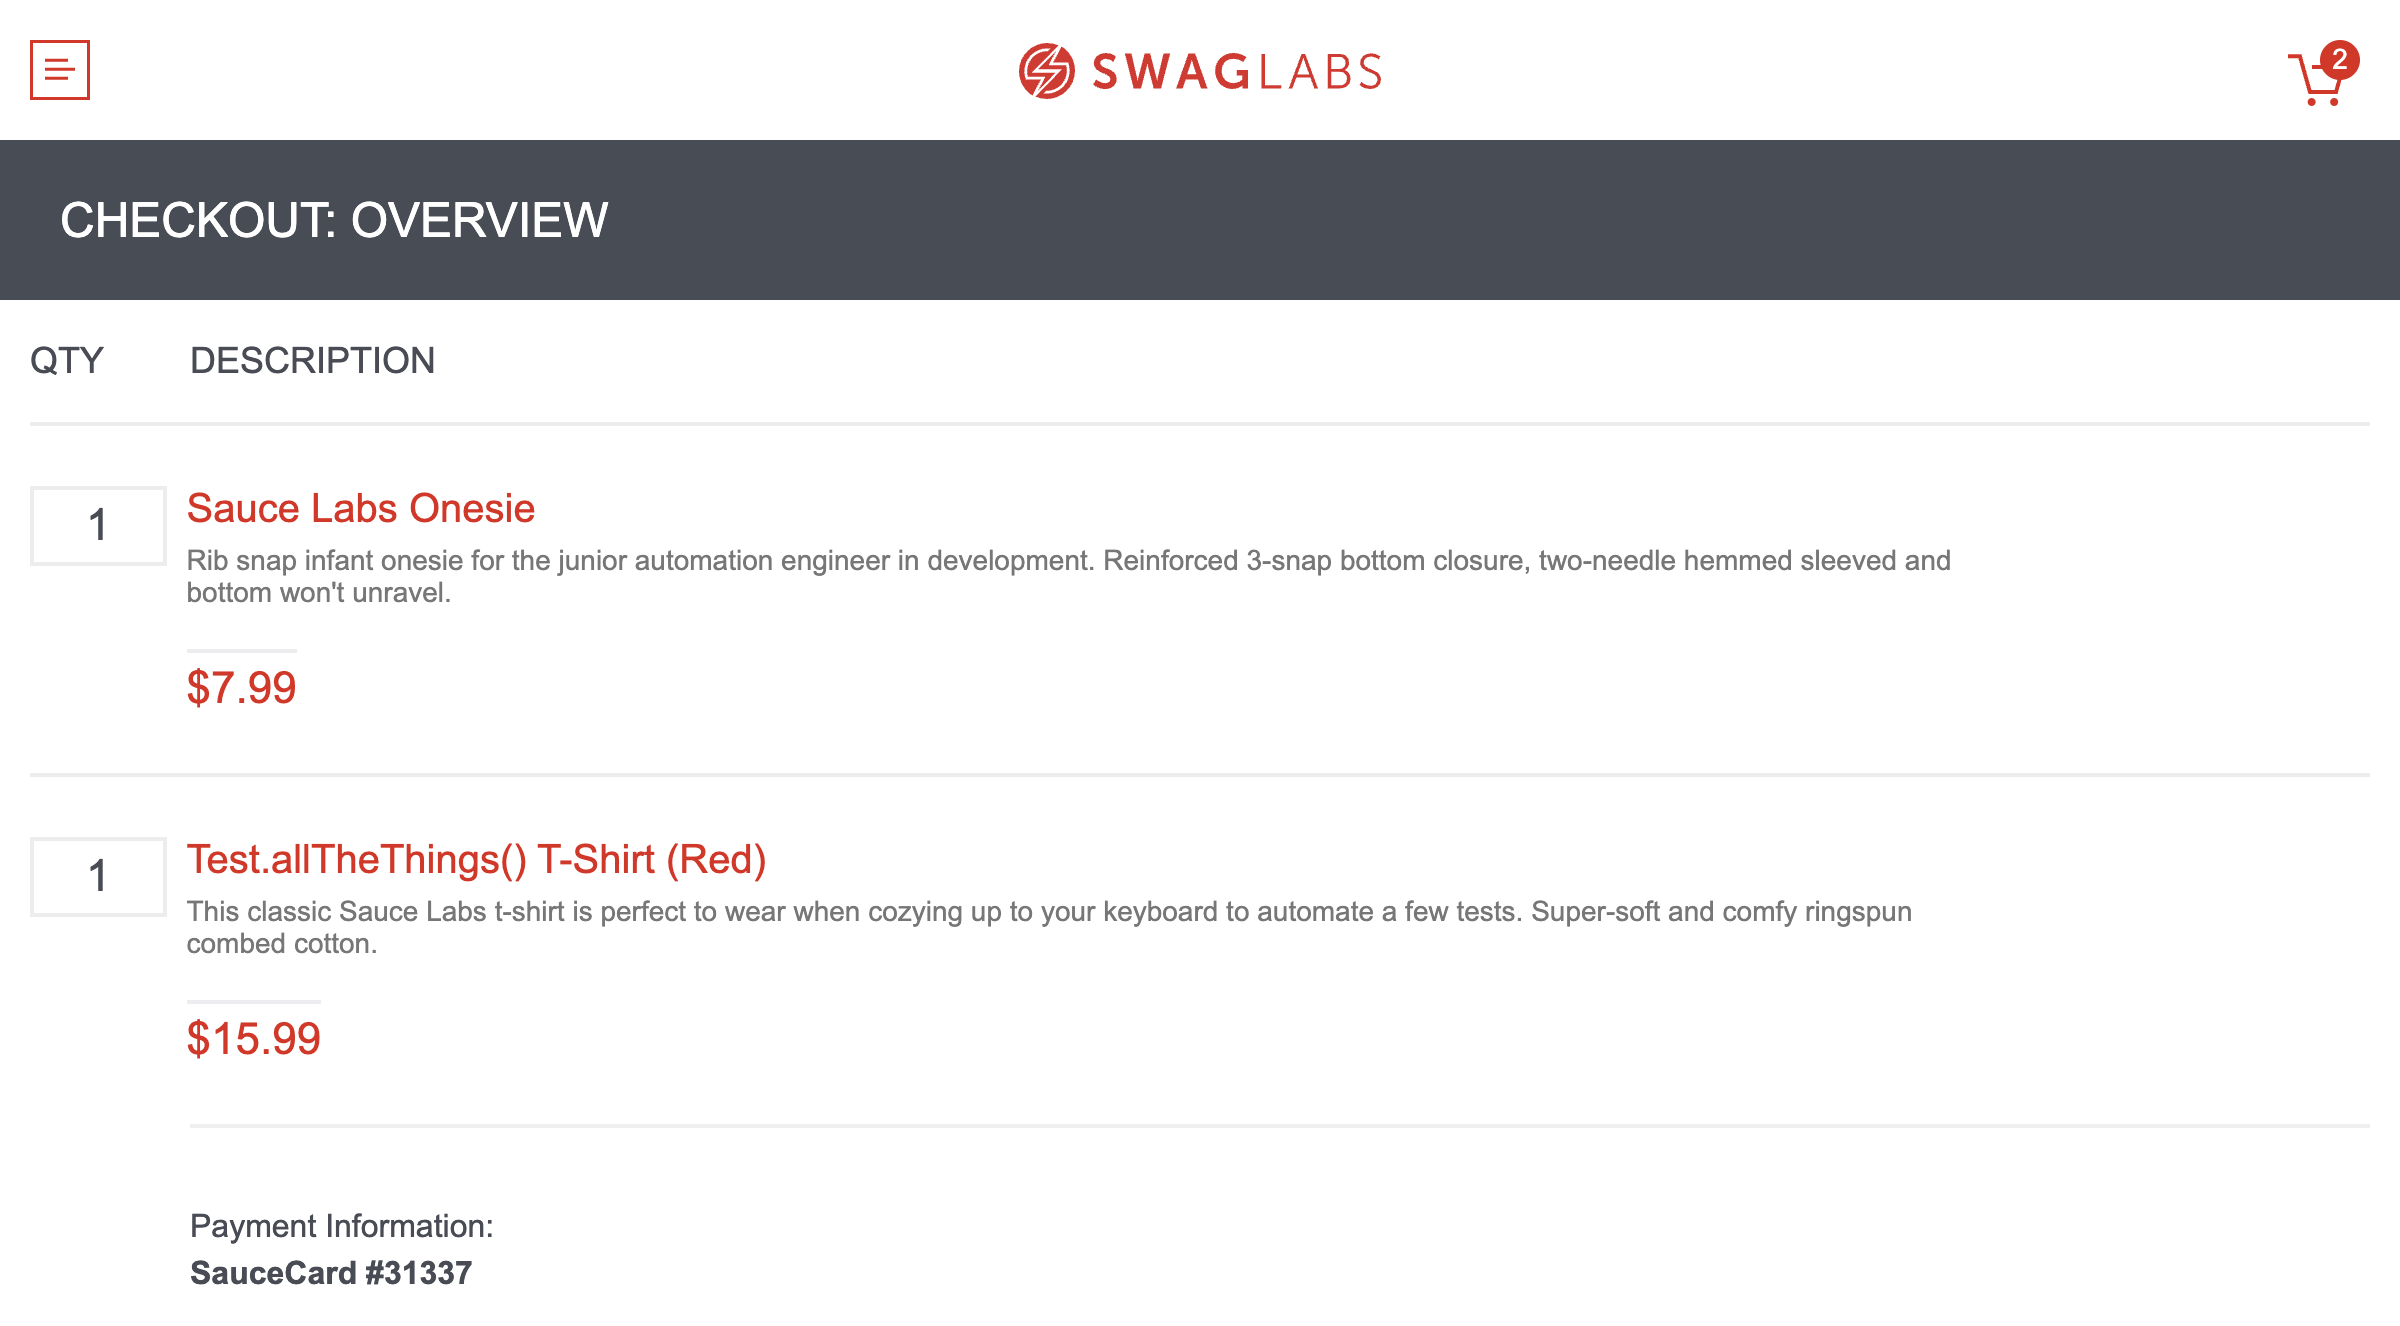 SWAGLABS
2
CHECKOUT: OVERVIEW
QTY DESCRIPTION
1
Sauce Labs Onesie
Rib snap infant onesie for the junior automation engineer in development. Reinforced 3-snap bottom closure, two-needle hemmed sleeved and
bottom won't unravel.
$7.99
1
Test.allTheThings() T-Shirt (Red)
This classic Sauce Labs t-shirt is perfect to wear when cozying up to your keyboard to automate a few tests. Super-soft and comfy ringspun
combed cotton.
$15.99
Payment Information:
SauceCard #31337